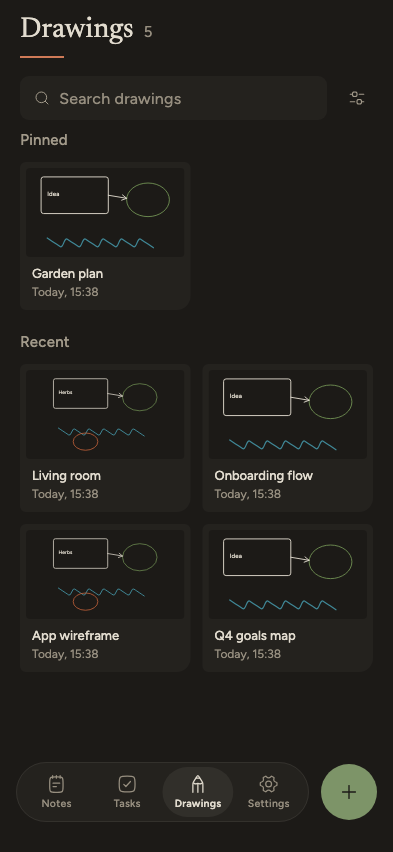 Drawings 5
Search drawings
Pinned
Idea
Garden plan
Today, 15:38
Recent
Herbs
Living room
Today, 15:38
Idea
Onboarding flow
Today, 15:38
Herbs
App wireframe
Today, 15:38
Idea
Q4 goals map
Today, 15:38
Notes
Tasks
Drawings
Settings